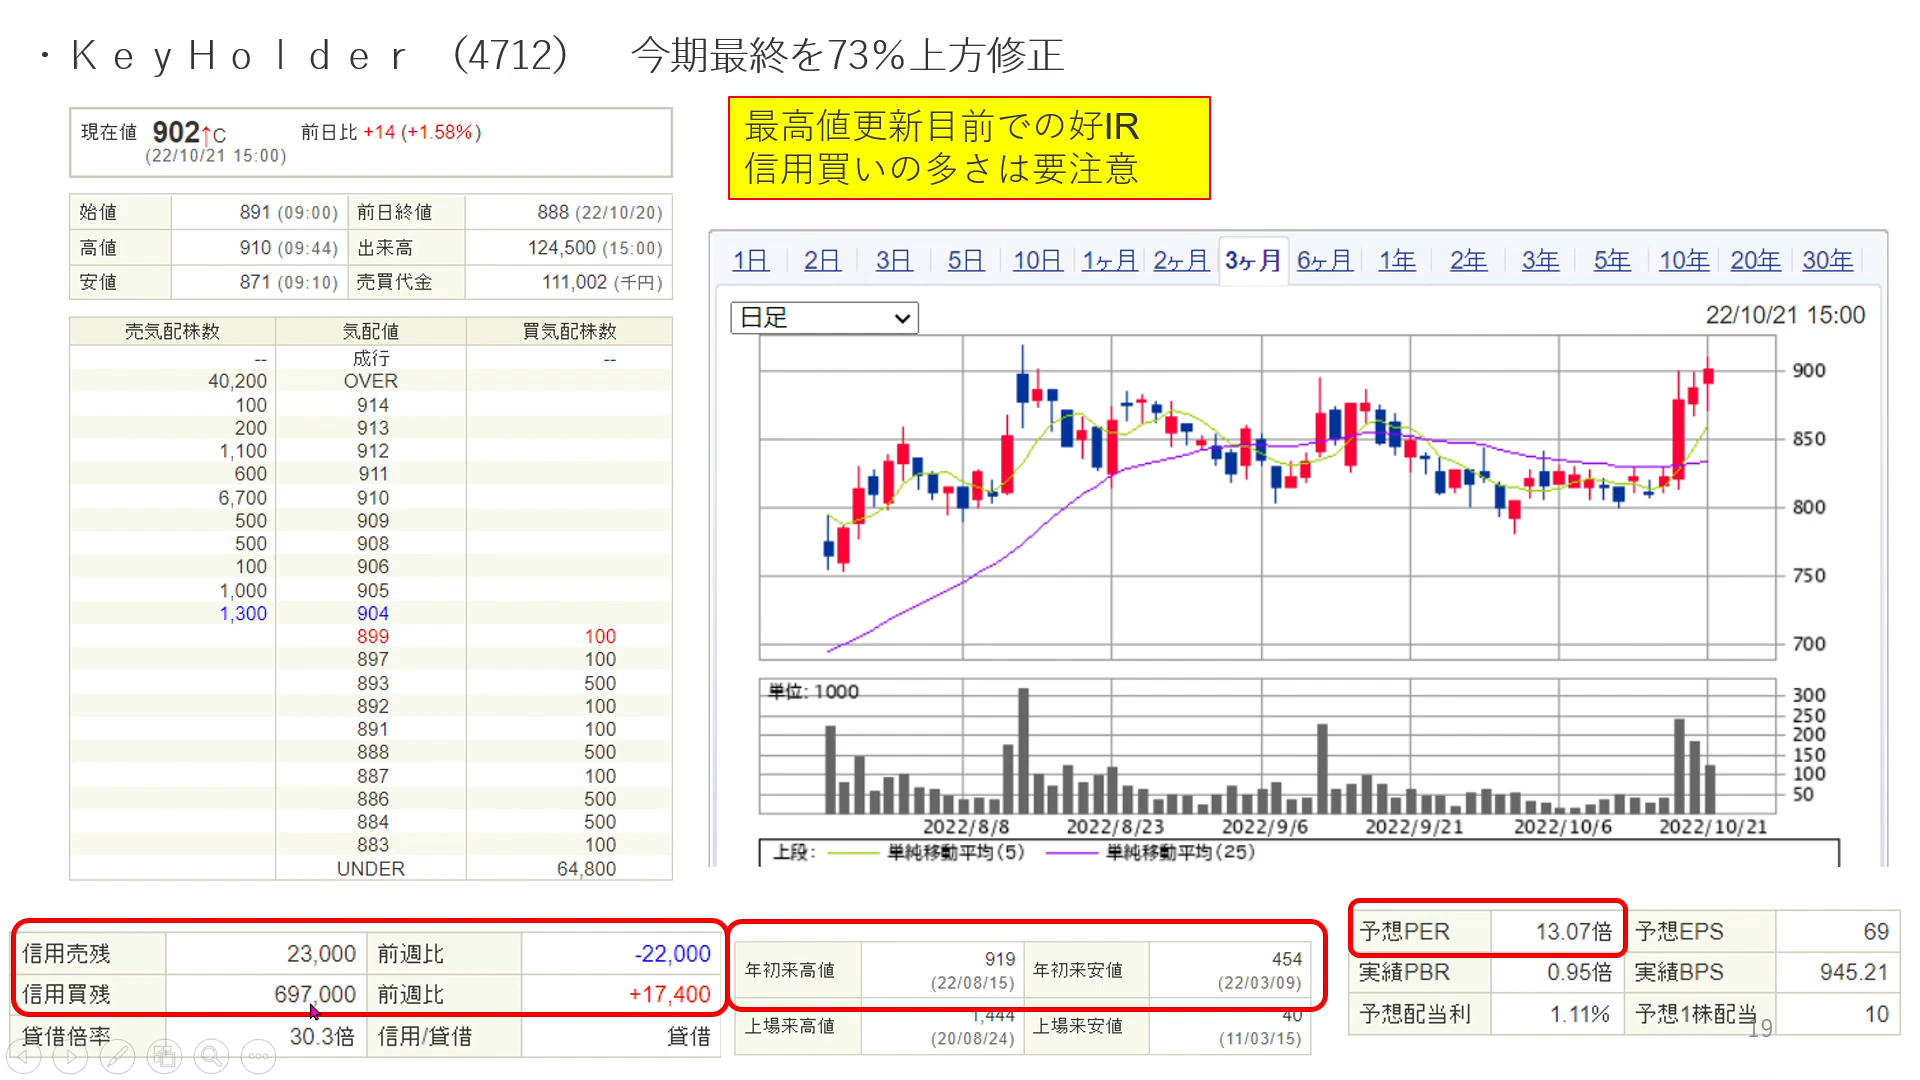 ・ＫｅｙＨｏｌｄｅｒ（4712）　今期最終を73％上方修正
現在値 902↑C 前日比 +14 (+1.58%)
(22/10/21 15:00)
最高値更新目前での好IR
信用買いの多さは要注意
始値 891 (09:00) 前日終値 888 (22/10/20)
高値 910 (09:44) 出来高 124,500 (15:00)
安値 871 (09:10) 売買代金 111,002 (千円)
売気配株数 気配値 買気配株数
-- 成行 --
40,200 OVER
100 914
200 913
1,100 912
600 911
6,700 910
500 909
500 908
100 906
1,000 905
1,300 904
899 100
897 100
893 500
892 100
891 100
888 500
887 100
886 500
884 500
883 100
UNDER 64,800
1日 2日 3日 5日 10日 1ヶ月 2ヶ月 3ヶ月 6ヶ月 1年 2年 3年 5年 10年 20年 30年
日足 22/10/21 15:00
900
850
800
750
700
単位: 1000
300
250
200
150
100
50
2022/8/8 2022/8/23 2022/9/6 2022/9/21 2022/10/6 2022/10/21
上段: 単純移動平均(5) 単純移動平均(25)
信用売残 23,000 前週比 -22,000
信用買残 697,000 前週比 +17,400
貸借倍率 30.3倍 信用/貸借 貸借
年初来高値 919 (22/08/15) 年初来安値 454 (22/03/09)
上場来高値 1,444 (20/08/24) 上場来安値 40 (11/03/15)
予想PER 13.07倍 予想EPS 69
実績PBR 0.95倍 実績BPS 945.21
予想配当利 1.11% 予想1株配当 10
19